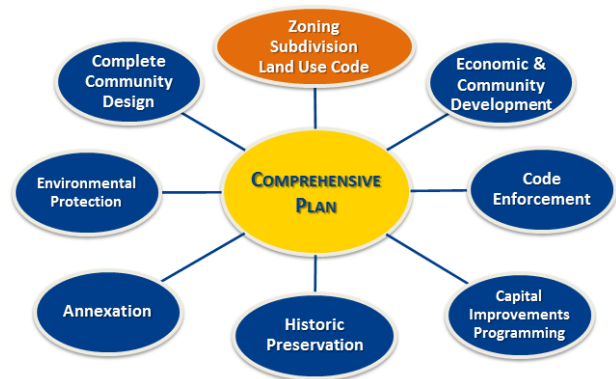 Zoning
Subdivision
Land Use Code
Complete
Community
Design
Economic &
Community
Development
COMPREHENSIVE
PLAN
Environmental
Protection
Code
Enforcement
Annexation
Historic
Preservation
Capital
Improvements
Programming